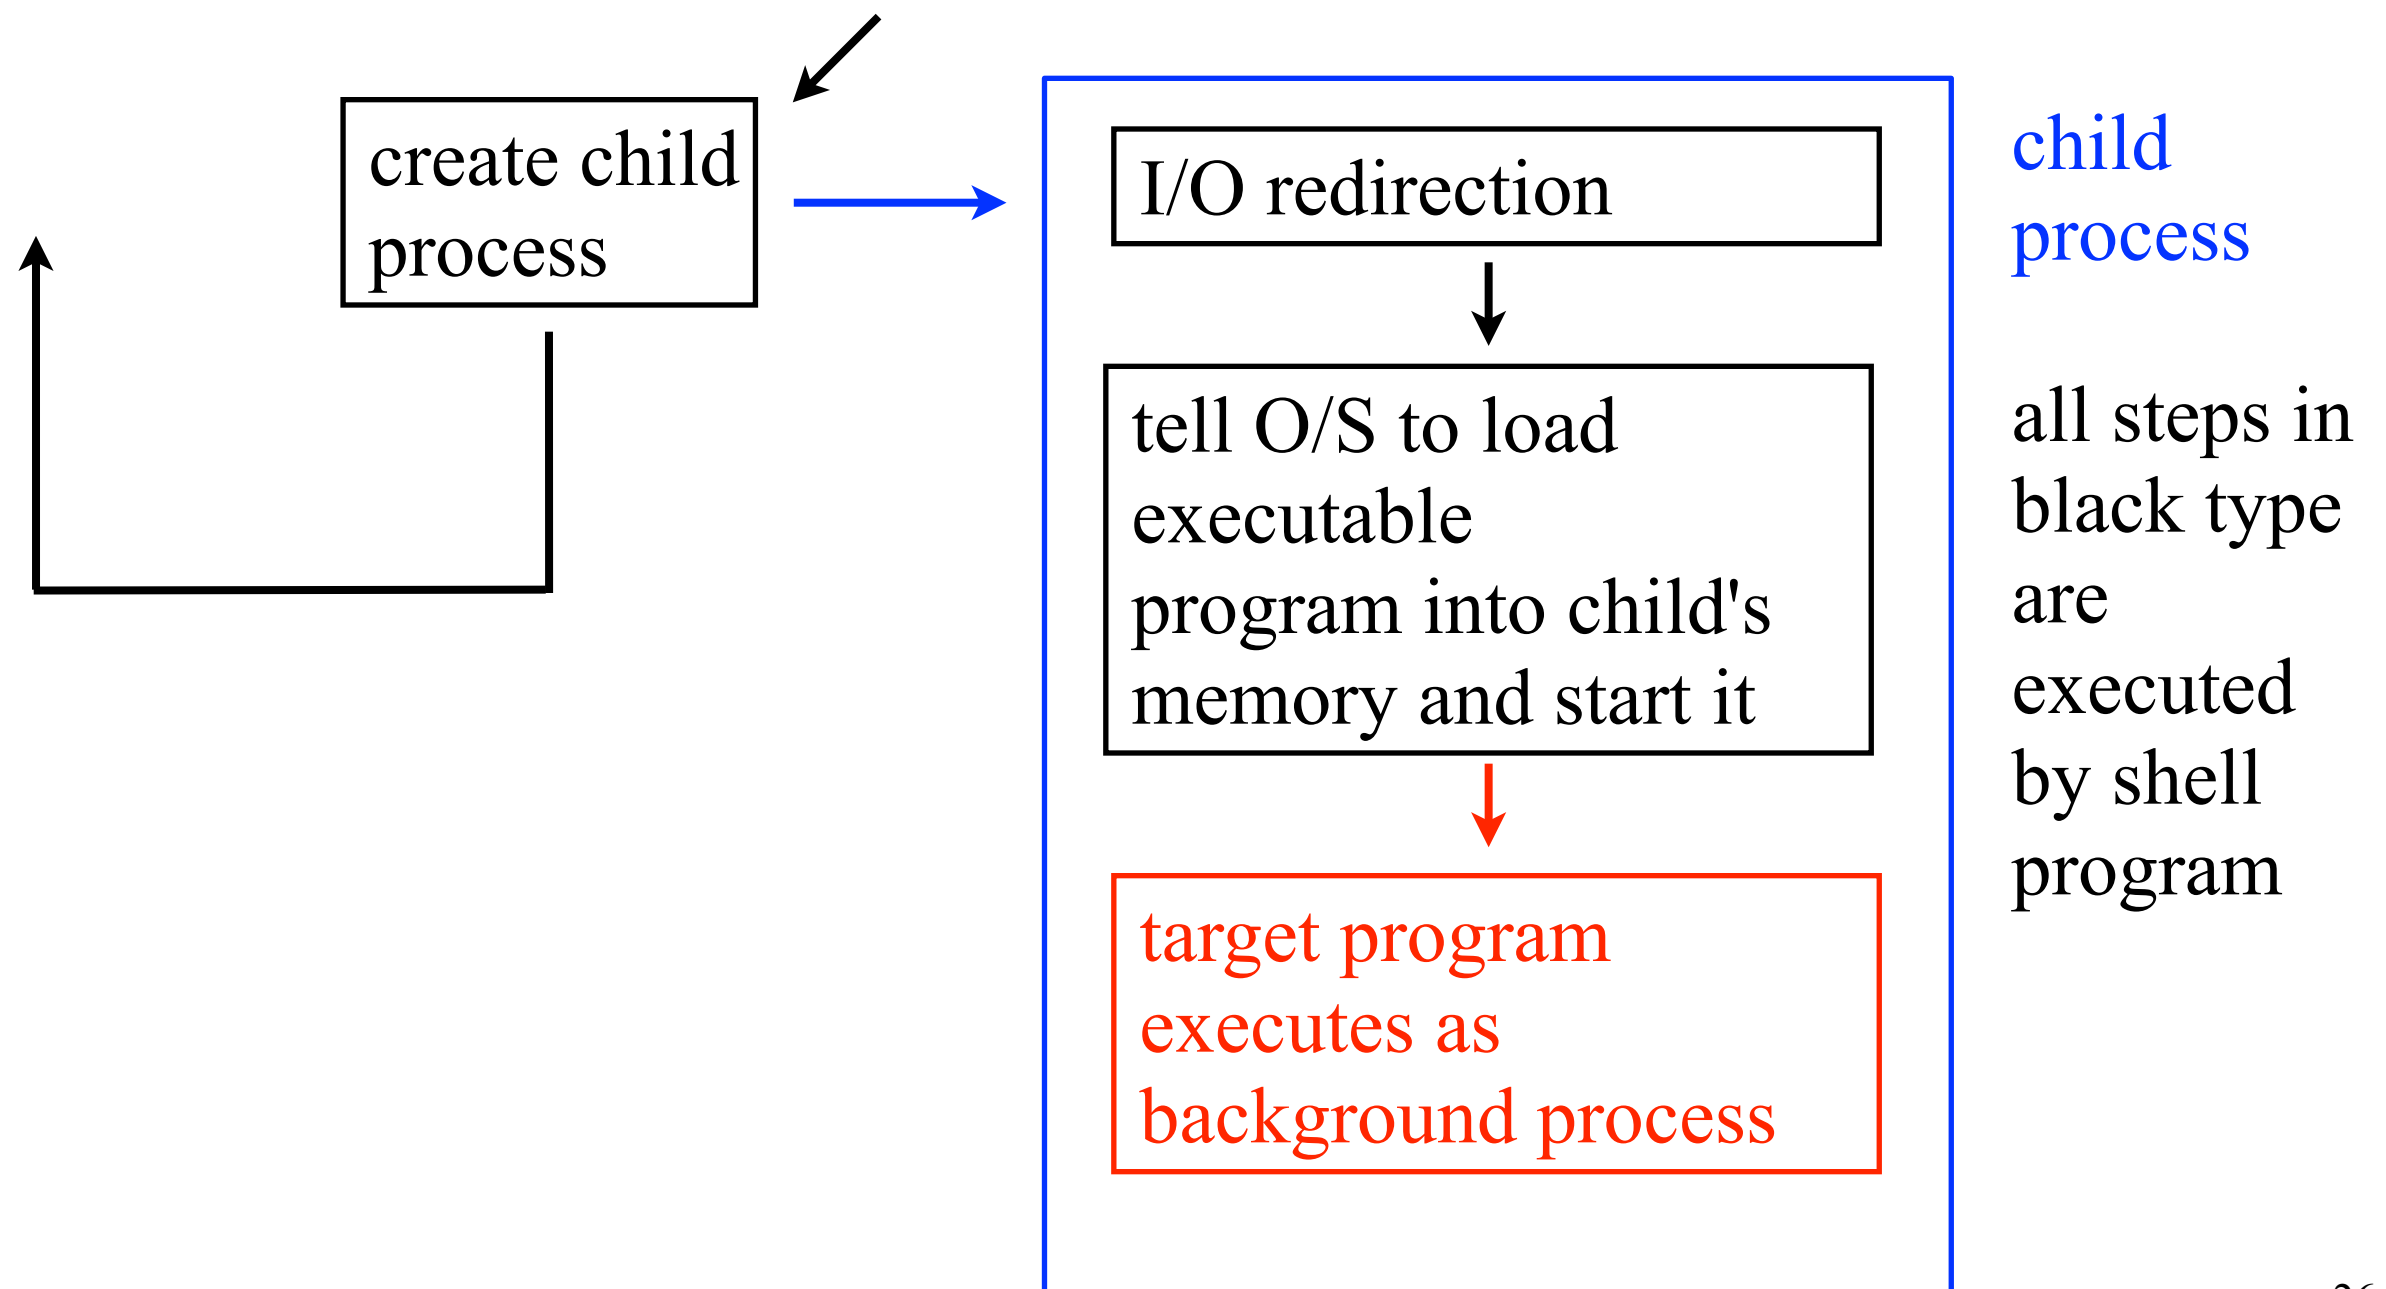 create child
process
I/O redirection
tell O/S to load
executable
program into child's
memory and start it
target program
executes as
background process
child
process
all steps in
black type
are
executed
by shell
program